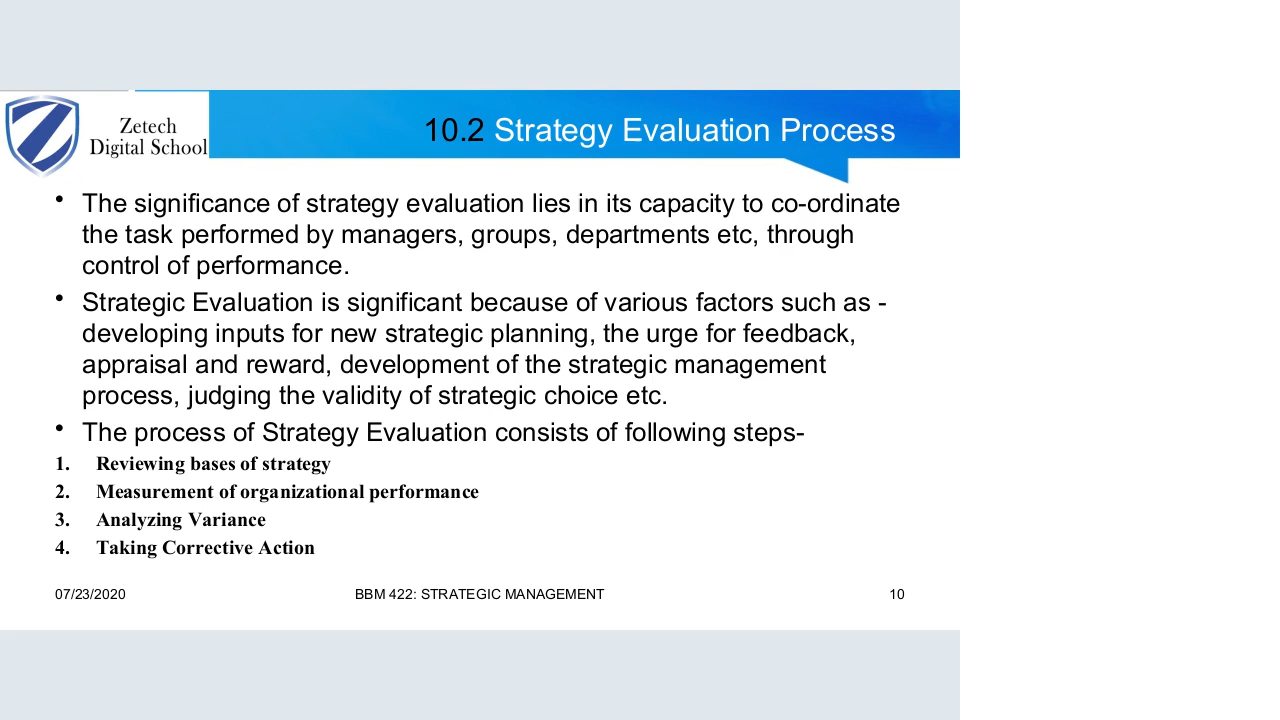 Zetech
Digital School
10.2 Strategy Evaluation Process
• The significance of strategy evaluation lies in its capacity to co-ordinate
the task performed by managers, groups, departments etc, through
control of performance.
• Strategic Evaluation is significant because of various factors such as -
developing inputs for new strategic planning, the urge for feedback,
appraisal and reward, development of the strategic management
process, judging the validity of strategic choice etc.
• The process of Strategy Evaluation consists of following steps-
1. Reviewing bases of strategy
2. Measurement of organizational performance
3. Analyzing Variance
4. Taking Corrective Action
07/23/2020 BBM 422: STRATEGIC MANAGEMENT 10